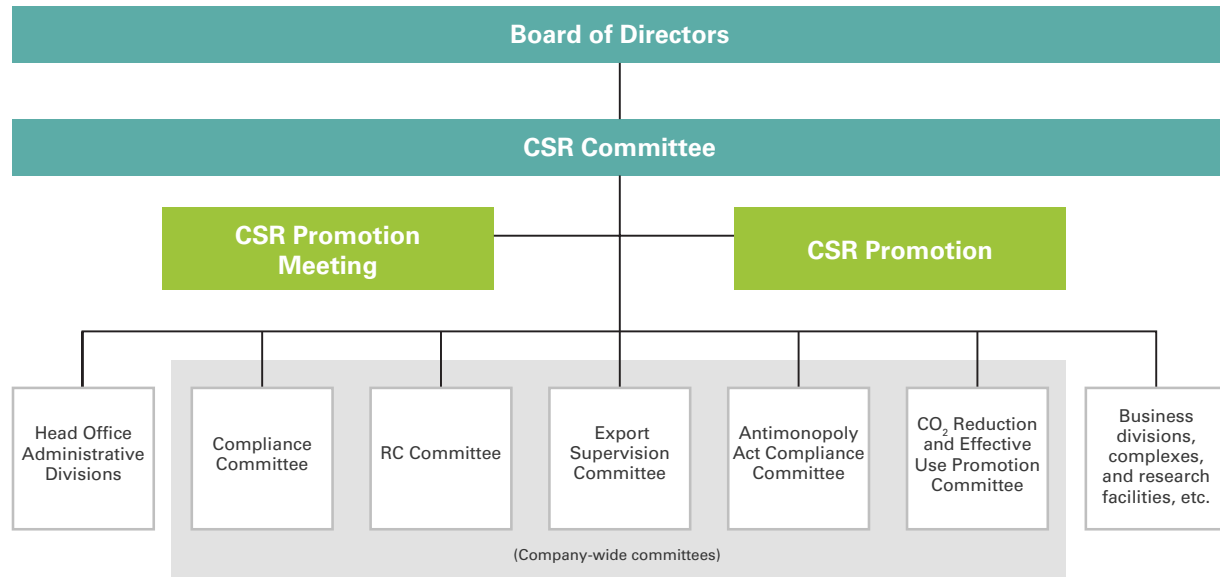 Board of Directors
CSR Committee
CSR Promotion
Meeting
CSR Promotion
Head Office
Administrative
Divisions
Compliance
Committee
RC Committee
Export
Supervision
Committee
Antimonopoly
Act Compliance
Committee
CO₂ Reduction
and Effective
Use Promotion
Committee
Business
divisions,
complexes,
and research
facilities, etc.
(Company-wide committees)